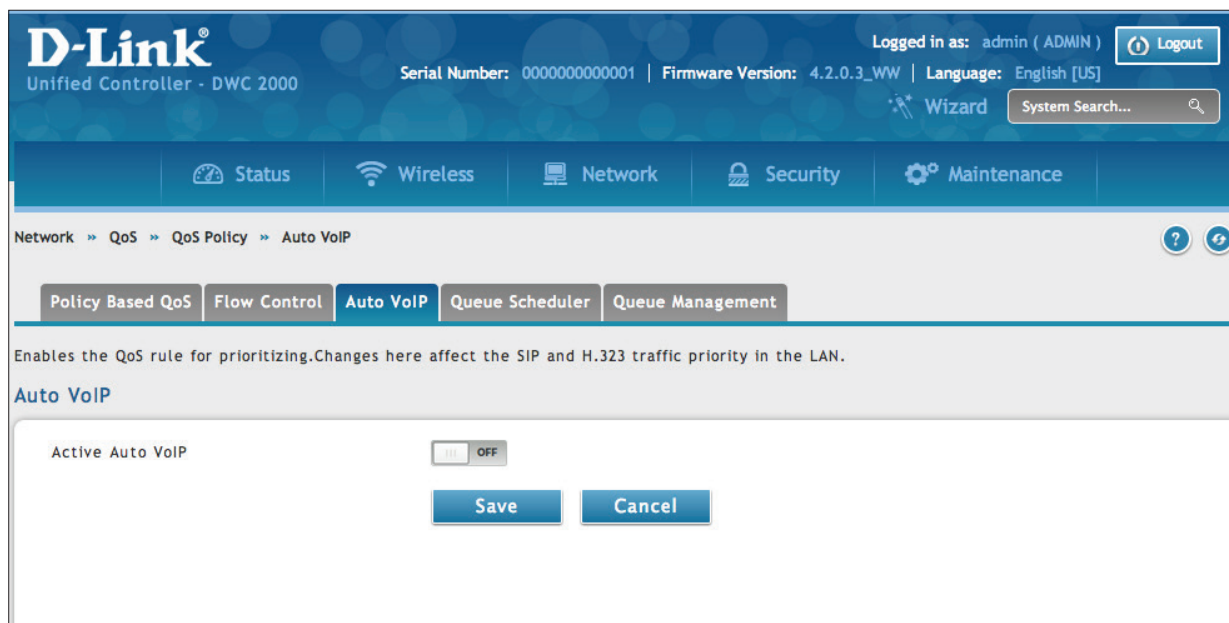 D-Link®
Unified Controller - DWC 2000
Logged in as: admin ( ADMIN )
Logout
Serial Number: 0000000000001 | Firmware Version: 4.2.0.3_WW | Language: English [US]
Wizard
System Search...
Status
Wireless
Network
Security
Maintenance
Network » QoS » QoS Policy » Auto VoIP
?
Policy Based QoS
Flow Control
Auto VoIP
Queue Scheduler
Queue Management
Enables the QoS rule for prioritizing.Changes here affect the SIP and H.323 traffic priority in the LAN.
Auto VoIP
Active Auto VoIP
OFF
Save
Cancel